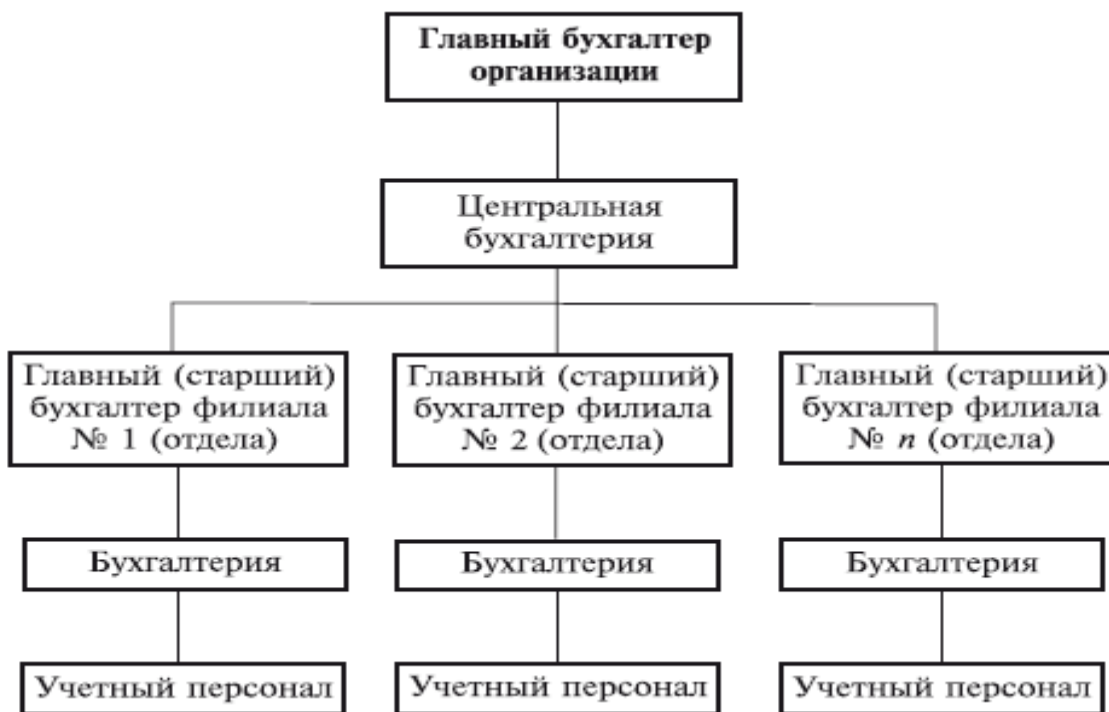 Главный бухгалтер
организации
Центральная
бухгалтерия
Главный (старший)
бухгалтер филиала
№ 1 (отдела)
Главный (старший)
бухгалтер филиала
№ 2 (отдела)
Главный (старший)
бухгалтер филиала
№ n (отдела)
Бухгалтерия
Бухгалтерия
Бухгалтерия
Учетный персонал
Учетный персонал
Учетный персонал